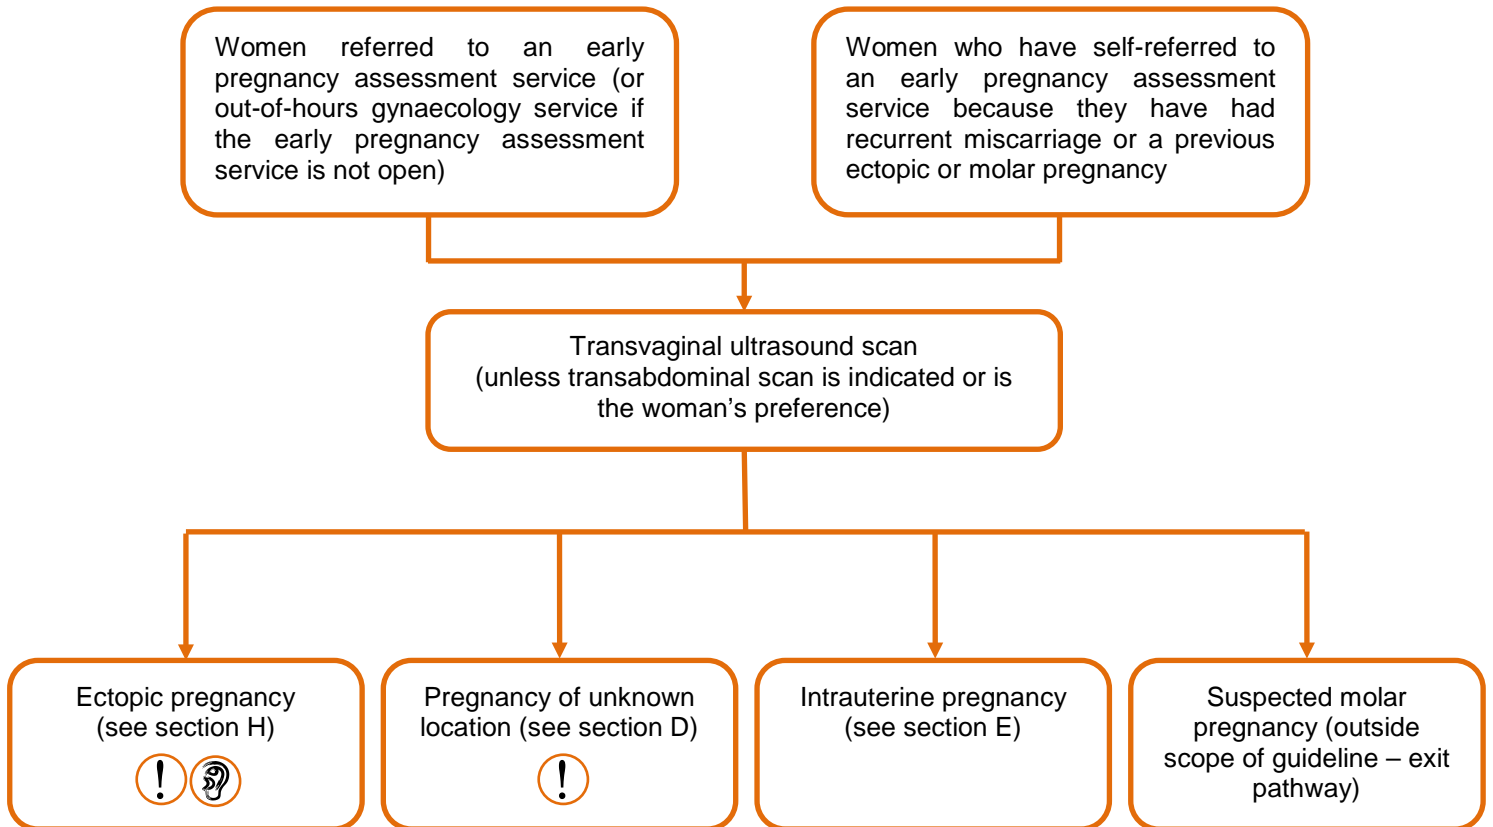 Women referred to an early
pregnancy assessment service (or
out-of-hours gynaecology service if
the early pregnancy assessment
service is not open)
Women who have self-referred to
an early pregnancy assessment
service because they have had
recurrent miscarriage or a previous
ectopic or molar pregnancy
Transvaginal ultrasound scan
(unless transabdominal scan is indicated or is
the woman’s preference)
Ectopic pregnancy
(see section H)
!
Pregnancy of unknown
location (see section D)
!
Intrauterine pregnancy
(see section E)
Suspected molar
pregnancy (outside
scope of guideline – exit
pathway)